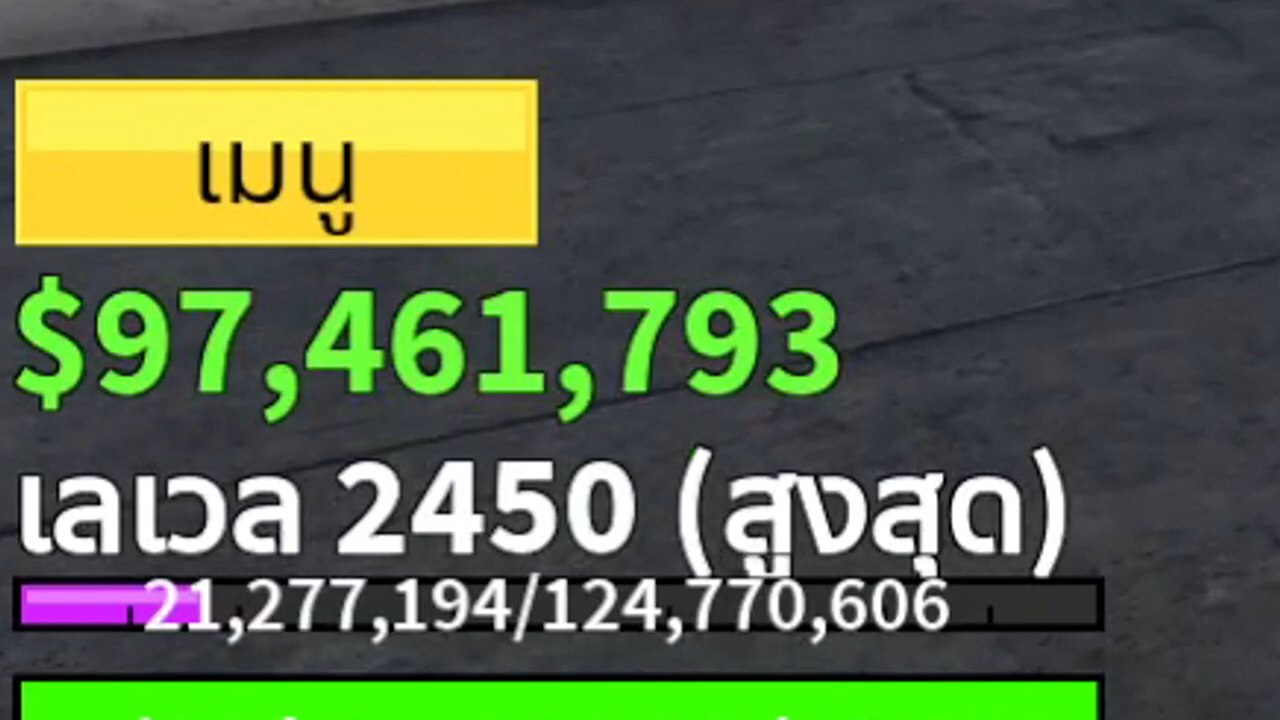 เมนู
$97,461,793
เลเวล 2450 (สูงสุด)
21,277,194/124,770,606